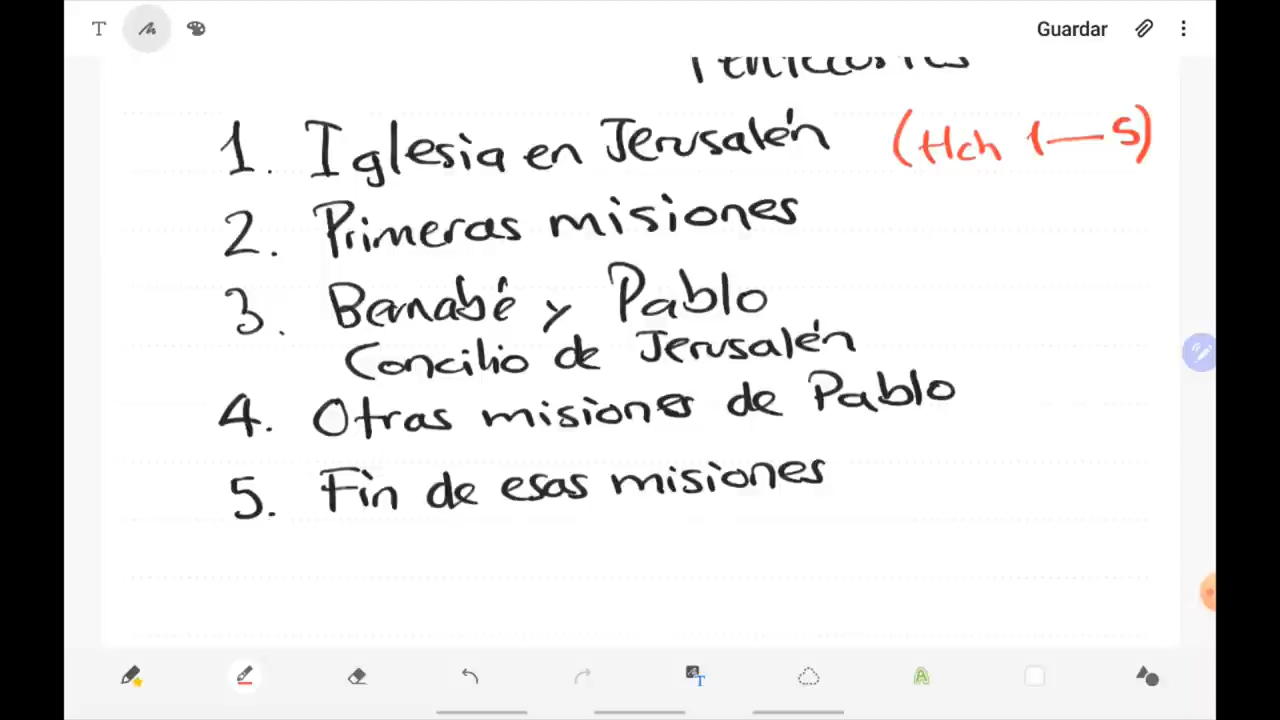 T
Guardar
Pentecostés
1. Iglesia en Jerusalén (Hch 1—5)
2. Primeras misiones
3. Bernabé y Pablo
Concilio de Jerusalén
4. Otras misiones de Pablo
5. Fin de esas misiones